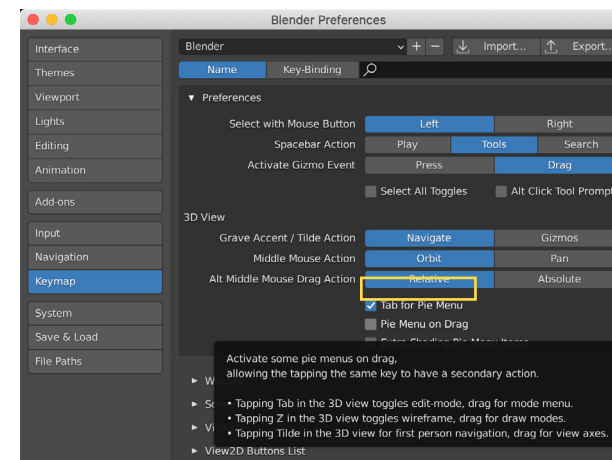 Blender Preferences
Interface
Themes
Viewport
Lights
Editing
Animation
Add-ons
Input
Navigation
Keymap
System
Save & Load
File Paths
Blender Import... Export..
Name Key-Binding
Preferences
Select with Mouse Button Left Right
Spacebar Action Play Tools Search
Activate Gizmo Event Press Drag
Select All Toggles Alt Click Tool Prompt
3D View
Grave Accent / Tilde Action Navigate Gizmos
Middle Mouse Action Orbit Pan
Alt Middle Mouse Drag Action Relative Absolute
Tab for Pie Menu
Pie Menu on Drag
Extra Shading Pie Menu Items
Activate some pie menus on drag,
allowing the tapping the same key to have a secondary action.
• Tapping Tab in the 3D view toggles edit-mode, drag for mode menu.
• Tapping Z in the 3D view toggles wireframe, drag for draw modes.
• Tapping Tilde in the 3D view for first person navigation, drag for view axes.
View2D Buttons List